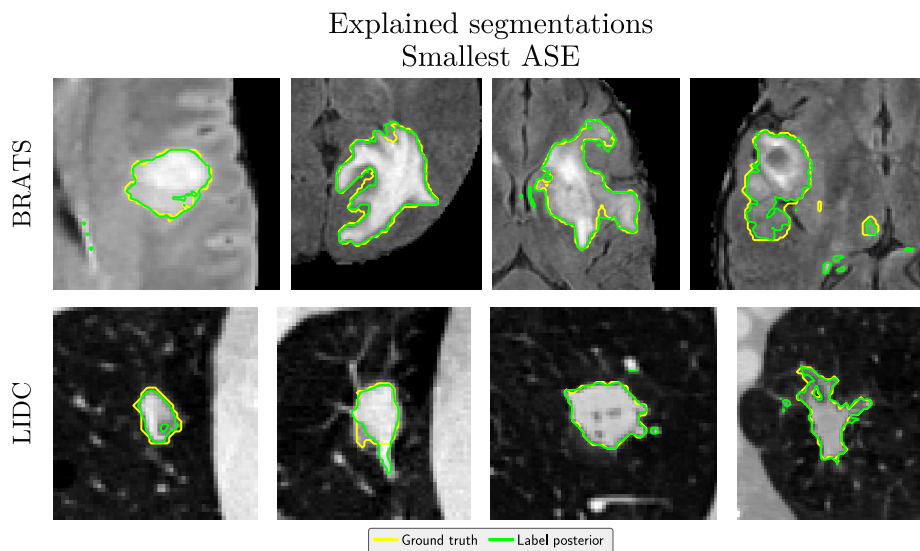 Explained segmentations
Smallest ASE
BRATS
LIDC
Ground truth
Label posterior